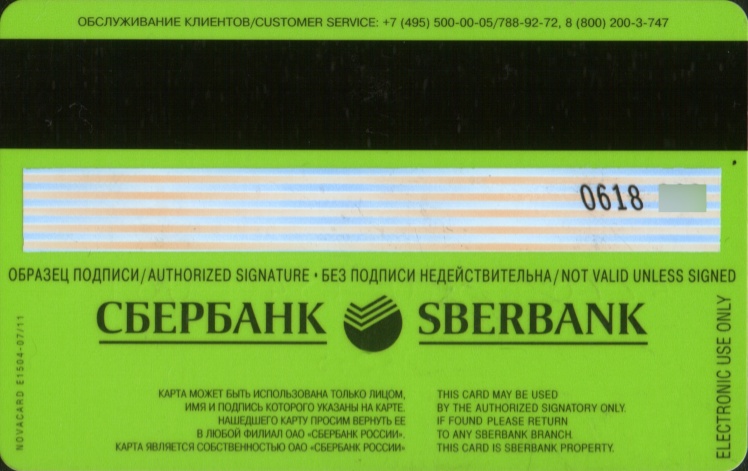 ОБСЛУЖИВАНИЕ КЛИЕНТОВ/CUSTOMER SERVICE: +7 (495) 500-00-05/788-92-72, 8 (800) 200-3-747
0618
ОБРАЗЕЦ ПОДПИСИ/AUTHORIZED SIGNATURE · БЕЗ ПОДПИСИ НЕДЕЙСТВИТЕЛЬНА/NOT VALID UNLESS SIGNED
СБЕРБАНК SBERBANK
КАРТА МОЖЕТ БЫТЬ ИСПОЛЬЗОВАНА ТОЛЬКО ЛИЦОМ,
ИМЯ И ПОДПИСЬ КОТОРОГО УКАЗАНЫ НА КАРТЕ.
НАШЕДШЕГО КАРТУ ПРОСИМ ВЕРНУТЬ ЕЕ
В ЛЮБОЙ ФИЛИАЛ ОАО «СБЕРБАНК РОССИИ».
КАРТА ЯВЛЯЕТСЯ СОБСТВЕННОСТЬЮ ОАО «СБЕРБАНК РОССИИ»
THIS CARD MAY BE USED
BY THE AUTHORIZED SIGNATORY ONLY.
IF FOUND PLEASE RETURN
TO ANY SBERBANK BRANCH.
THIS CARD IS SBERBANK PROPERTY.
NOVACARD E1504-07/11
ELECTRONIC USE ONLY